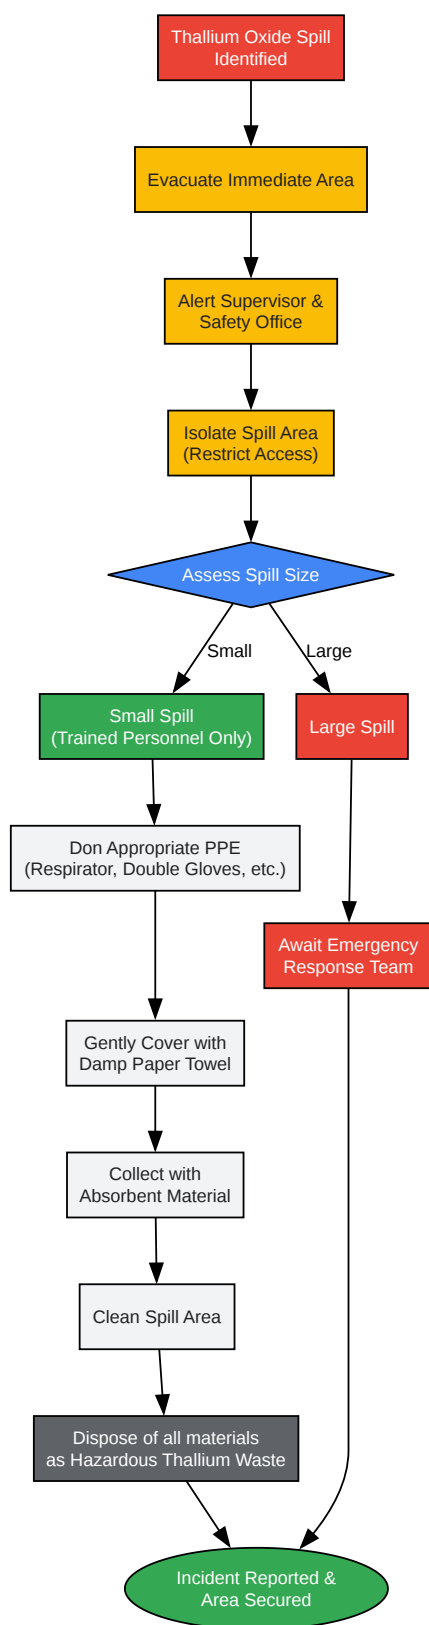 Thallium Oxide Spill
Identified
Evacuate Immediate Area
Alert Supervisor &
Safety Office
Isolate Spill Area
(Restrict Access)
Assess Spill Size
Small
Large
Small Spill
(Trained Personnel Only)
Large Spill
Don Appropriate PPE
(Respirator, Double Gloves, etc.)
Await Emergency
Response Team
Gently Cover with
Damp Paper Towel
Collect with
Absorbent Material
Clean Spill Area
Dispose of all materials
as Hazardous Thallium Waste
Incident Reported &
Area Secured